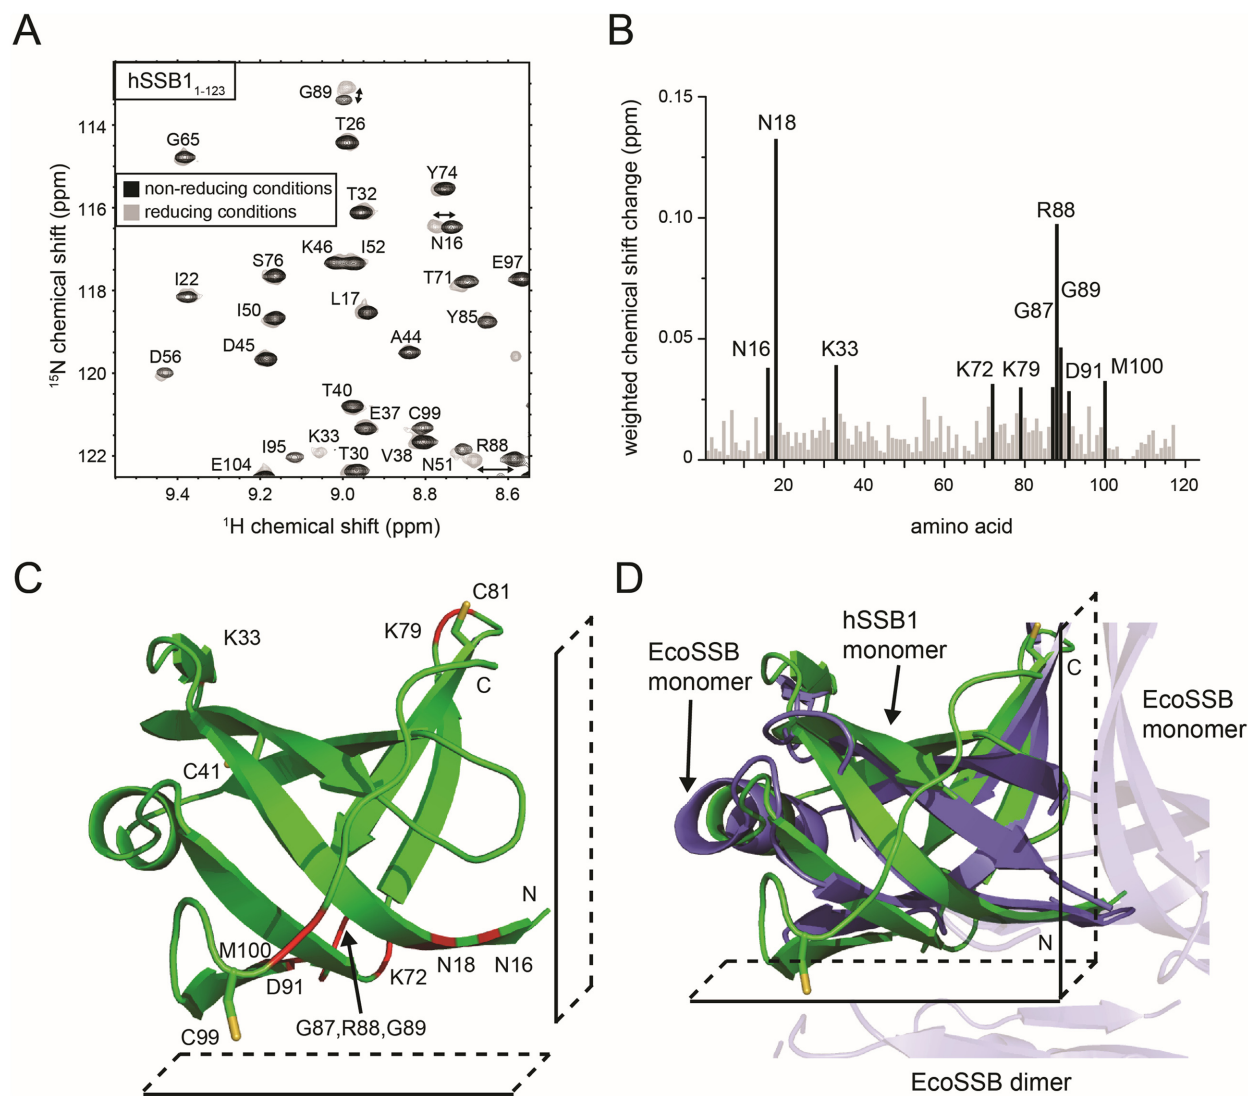 A
hSSB1 1-123
G89
T26
G65
Y74
non-reducing conditions
reducing conditions
T32
N16
K46
I52
E97
S76
I22
T71
L17
I50
Y85
D45
A44
D56
T40
E37
C99
K33
I95
T30
V38
N51
R88
E104
114
116
118
120
122
15N chemical shift (ppm)
9.4
9.2
9.0
8.8
8.6
1H chemical shift (ppm)
B
0.15
0.10
0.05
0
weighted chemical shift change (ppm)
N18
R88
G89
G87
N16
K33
K72
K79
D91
M100
20
40
60
80
100
120
amino acid
C
C81
K33
K79
C
C41
N
M100
D91
K72
N18
N16
G87,R88,G89
C99
D
hSSB1
monomer
EcoSSB
monomer
C
EcoSSB
monomer
N
EcoSSB dimer